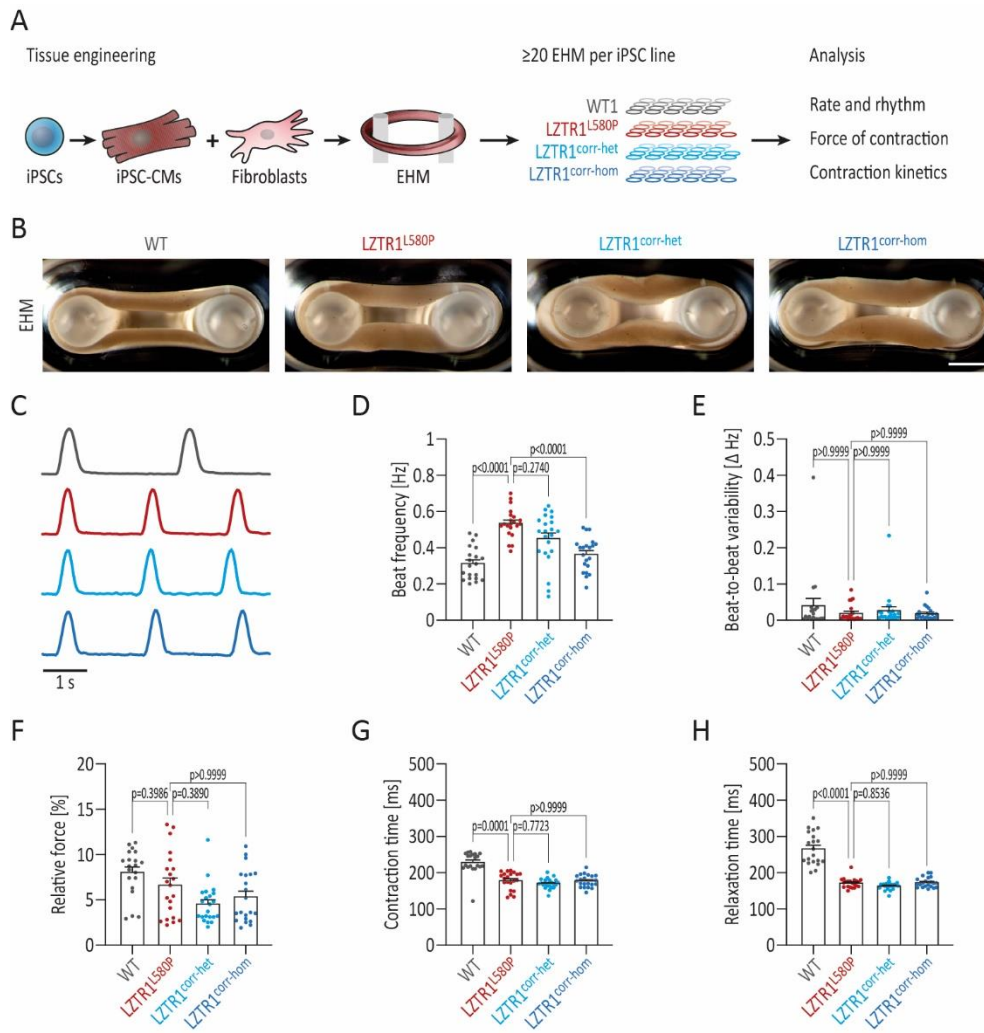 A
Tissue engineering
≥20 EHM per iPSC line
Analysis
WT1
LZTR1L580P
LZTR1corr-het
LZTR1corr-hom
Rate and rhythm
Force of contraction
Contraction kinetics
iPSCs
+
iPSC-CMs
Fibroblasts
EHM
B
WT
LZTR1L580P
LZTR1corr-het
LZTR1corr-hom
EHM
C
1 s
D
Beat frequency [Hz]
1
0.8
0.6
0.4
0.2
0
p<0.0001
p<0.0001
p=0.2740
WT
LZTR1L580P
LZTR1corr-het
LZTR1corr-hom
E
Beat-to-beat variability [Δ Hz]
0.5
0.4
0.3
0.2
0.1
0
p>0.9999
p>0.9999
p>0.9999
WT
LZTR1L580P
LZTR1corr-het
LZTR1corr-hom
F
Relative force [%]
20
15
10
5
0
p>0.9999
p=0.3986
p=0.3890
WT
LZTR1L580P
LZTR1corr-het
LZTR1corr-hom
G
Contraction time [ms]
500
400
300
200
100
0
p>0.9999
p=0.0001
p=0.7723
WT
LZTR1L580P
LZTR1corr-het
LZTR1corr-hom
H
Relaxation time [ms]
500
400
300
200
100
0
p>0.9999
p<0.0001
p=0.8536
WT
LZTR1L580P
LZTR1corr-het
LZTR1corr-hom